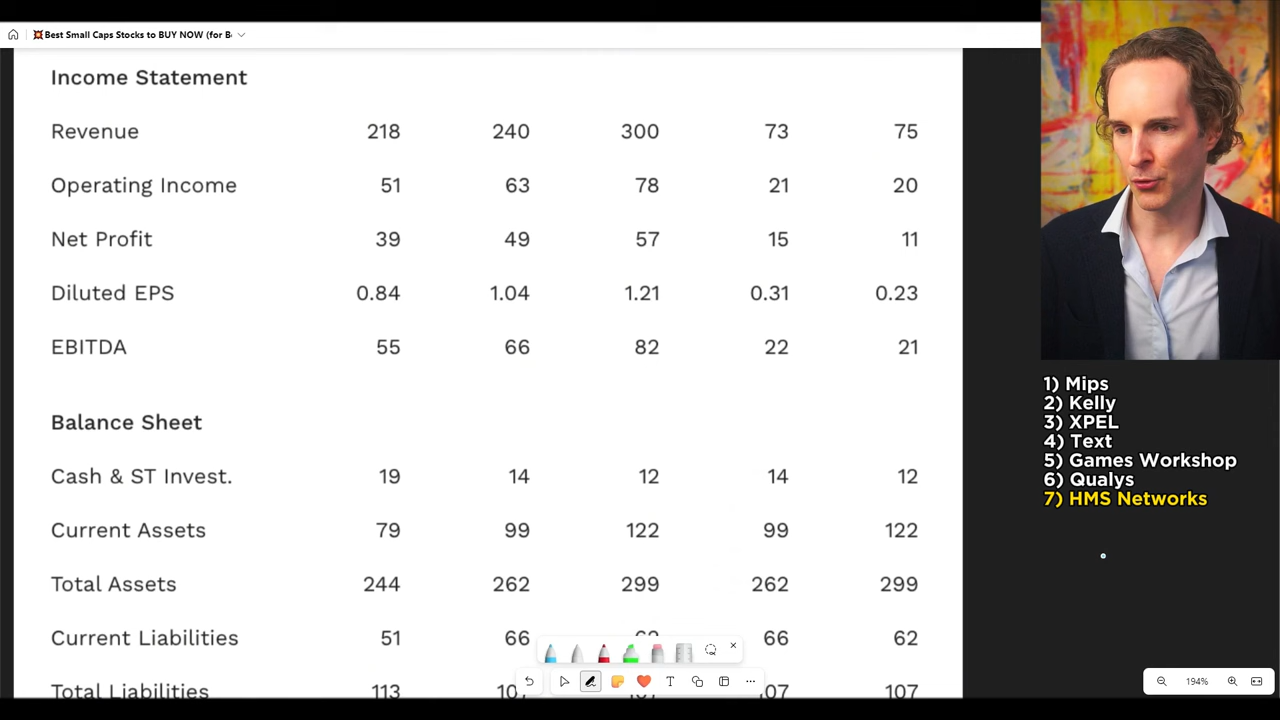 💥Best Small Caps Stocks to BUY NOW (for B
Income Statement
Revenue 218 240 300 73 75
Operating Income 51 63 78 21 20
Net Profit 39 49 57 15 11
Diluted EPS 0.84 1.04 1.21 0.31 0.23
EBITDA 55 66 82 22 21
Balance Sheet
Cash & ST Invest. 19 14 12 14 12
Current Assets 79 99 122 99 122
Total Assets 244 262 299 262 299
Current Liabilities 51 66 62 66 62
Total Liabilities 113 107 107
1) Mips
2) Kelly
3) XPEL
4) Text
5) Games Workshop
6) Qualys
7) HMS Networks
194%